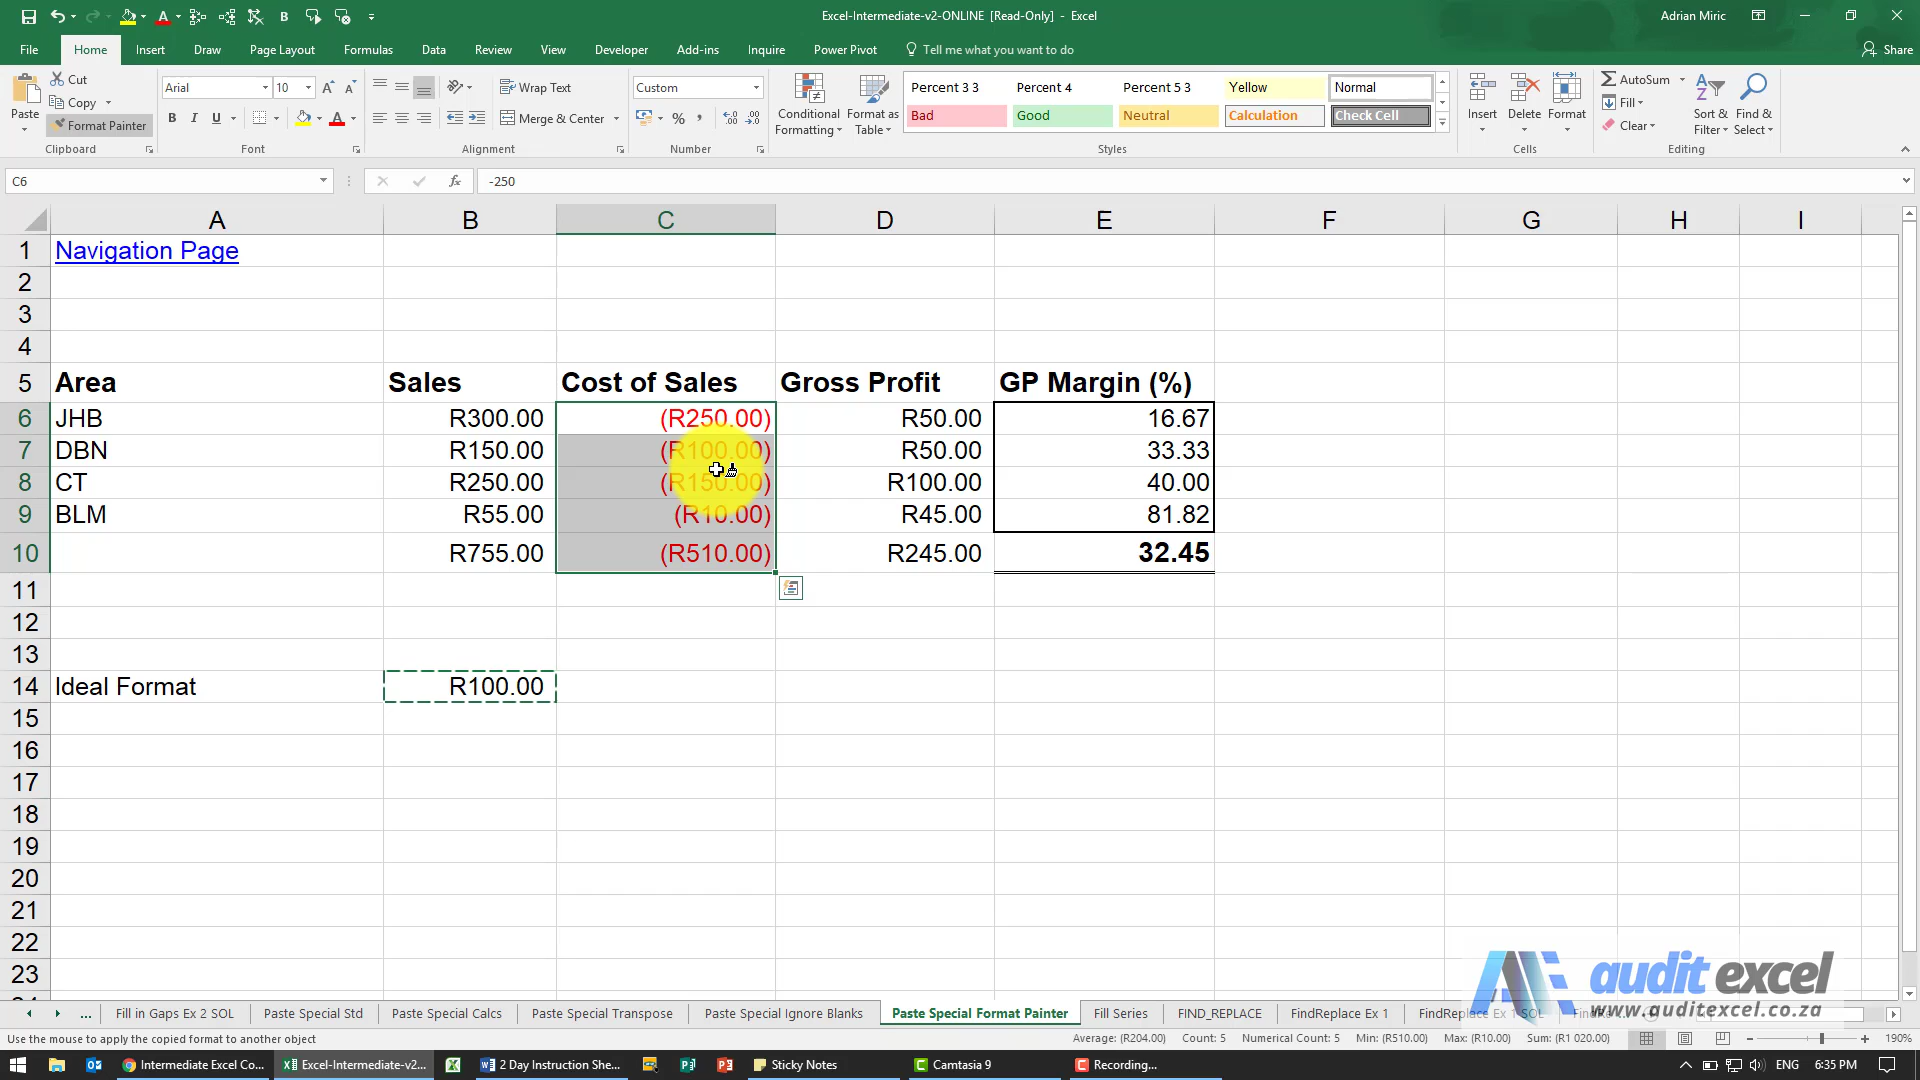 Excel-Intermediate-v2-ONLINE [Read-Only] - Excel
Adrian Miric
File Home Insert Draw Page Layout Formulas Data Review View Developer Add-ins Inquire Power Pivot Tell me what you want to do Share
Paste
Cut
Copy
Format Painter
Clipboard
Arial 10
B I U
Font
Wrap Text
Merge & Center
Alignment
Custom
%
Number
Conditional Formatting
Format as Table
Percent 3 3 Percent 4 Percent 5 3 Yellow Normal
Bad Good Neutral Calculation Check Cell
Styles
Insert Delete Format
Cells
AutoSum
Fill
Clear
Sort & Filter
Find & Select
Editing
C6 fx -250
A B C D E F G H I
1 Navigation Page
2
3
4
5 Area Sales Cost of Sales Gross Profit GP Margin (%)
6 JHB R300.00 (R250.00) R50.00 16.67
7 DBN R150.00 (R100.00) R50.00 33.33
8 CT R250.00 (R150.00) R100.00 40.00
9 BLM R55.00 (R10.00) R45.00 81.82
10 R755.00 (R510.00) R245.00 32.45
11
12
13
14 Ideal Format R100.00
15
16
17
18
19
20
21
22
23
audit excel
www.auditexcel.co.za
... Fill in Gaps Ex 2 SOL Paste Special Std Paste Special Calcs Paste Special Transpose Paste Special Ignore Blanks Paste Special Format Painter Fill Series FIND_REPLACE FindReplace Ex 1 FindReplace Ex 1 SOL
Use the mouse to apply the copied format to another object Average: (R204.00) Count: 5 Numerical Count: 5 Min: (R510.00) Max: (R10.00) Sum: (R1 020.00) 190%
Intermediate Excel Co... Excel-Intermediate-v2... 2 Day Instruction She... Sticky Notes Camtasia 9 Recording... ENG 6:35 PM